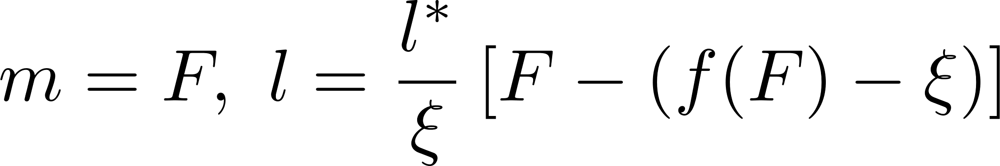 m = F, l = \frac{l^*}{\xi} [F - (f(F) - \xi)]